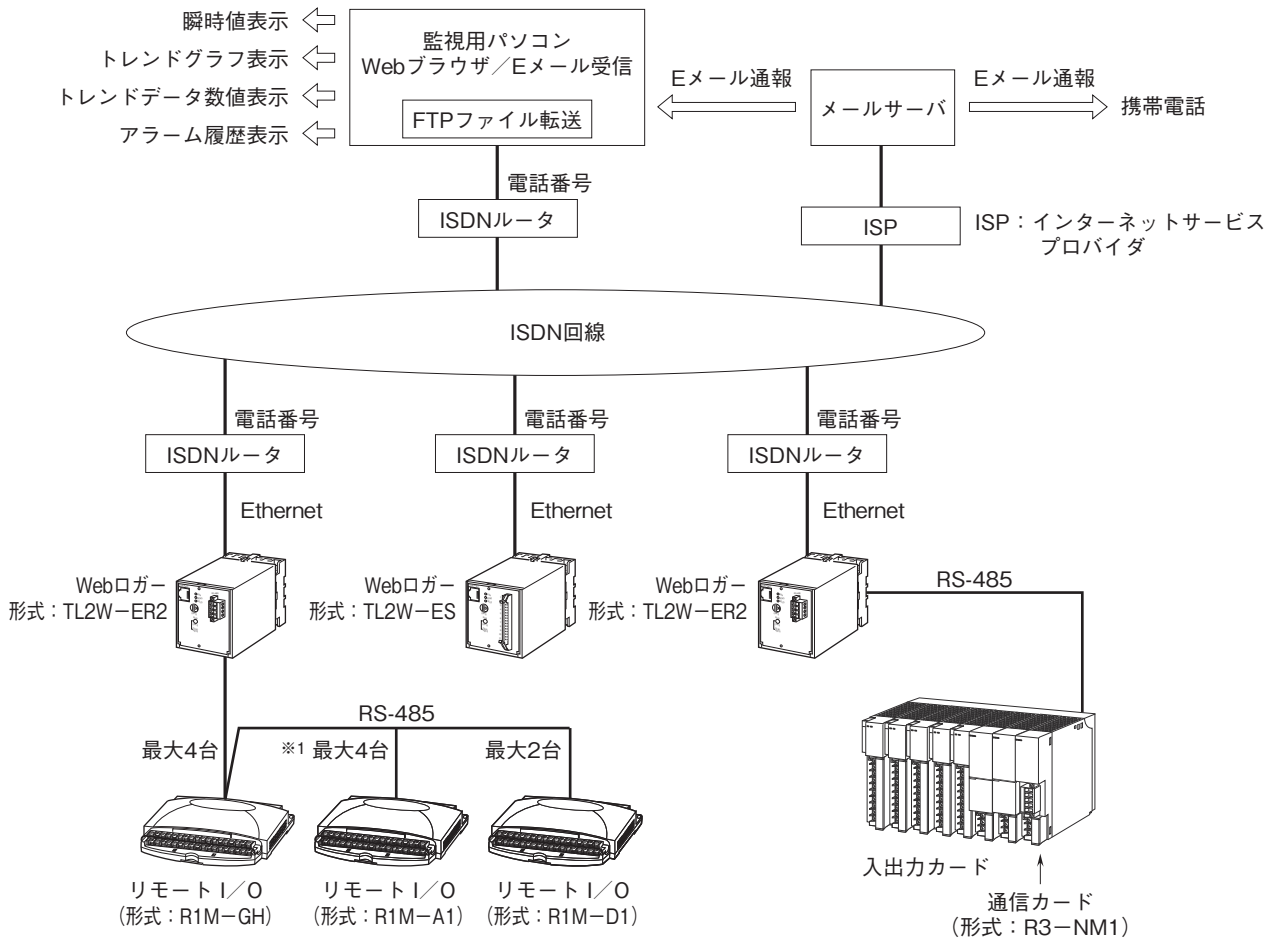 瞬時値表示
トレンドグラフ表示
トレンドデータ数値表示
アラーム履歴表示
監視用パソコン
Webブラウザ／Eメール受信
FTPファイル転送
Eメール通報
メールサーバ
Eメール通報
携帯電話
電話番号
ISDNルータ
ISP
ISP：インターネットサービス
プロバイダ
ISDN回線
電話番号
ISDNルータ
Ethernet
電話番号
ISDNルータ
Ethernet
電話番号
ISDNルータ
Ethernet
Webロガー
形式：TL2W－ER2
Webロガー
形式：TL2W－ES
Webロガー
形式：TL2W－ER2
RS-485
RS-485
最大4台
※1 最大4台
最大2台
リモート I／O
（形式：R1M－GH）
リモート I／O
（形式：R1M－A1）
リモート I／O
（形式：R1M－D1）
入出力カード
通信カード
（形式：R3－NM1）